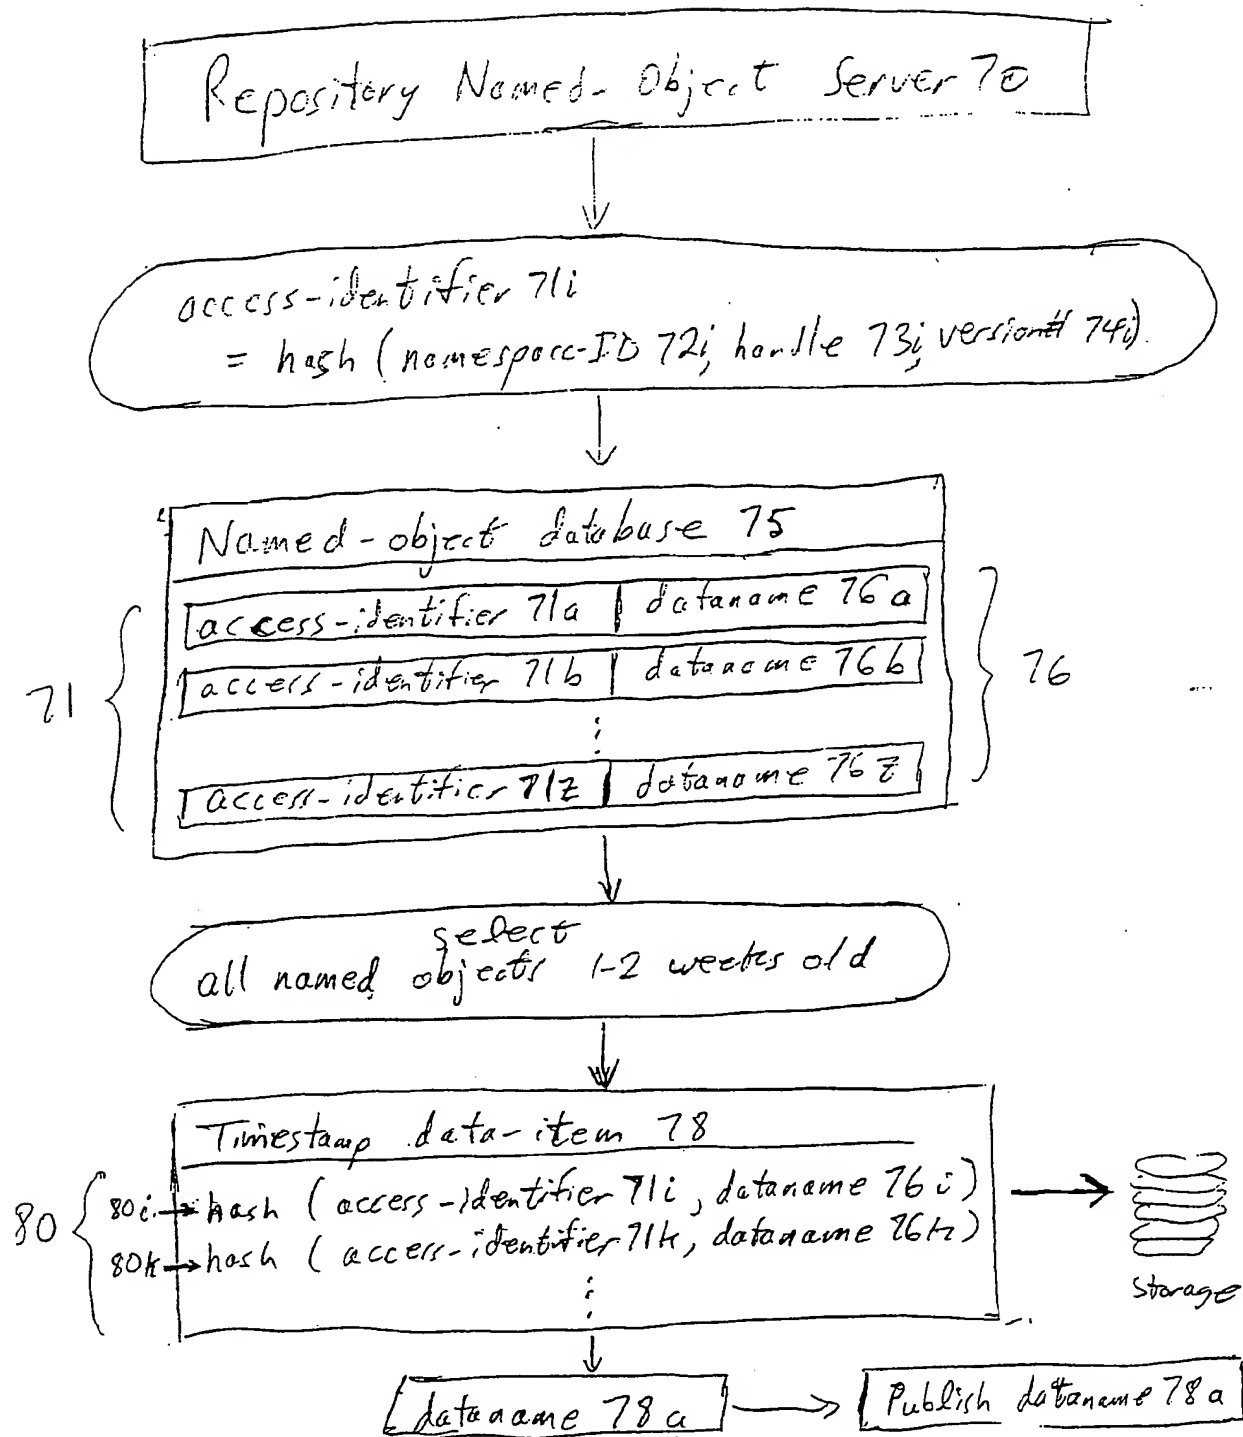 Repository Named-Object Server 70
access-identifier 71i
= hash (namespace-ID 72i, handle 73i, version# 74i)
Named-object database 75
access-identifier 71a | dataname 76a
access-identifier 71b | dataname 76b
71
76
⋮
access-identifier 71z | dataname 76z
select
all named objects 1-2 weeks old
Timestamp data-item 78
80
80i → hash (access-identifier 71i, dataname 76i)
80k → hash (access-identifier 71k, dataname 76k)
⋮
Storage
dataname 78a
Publish dataname 78a